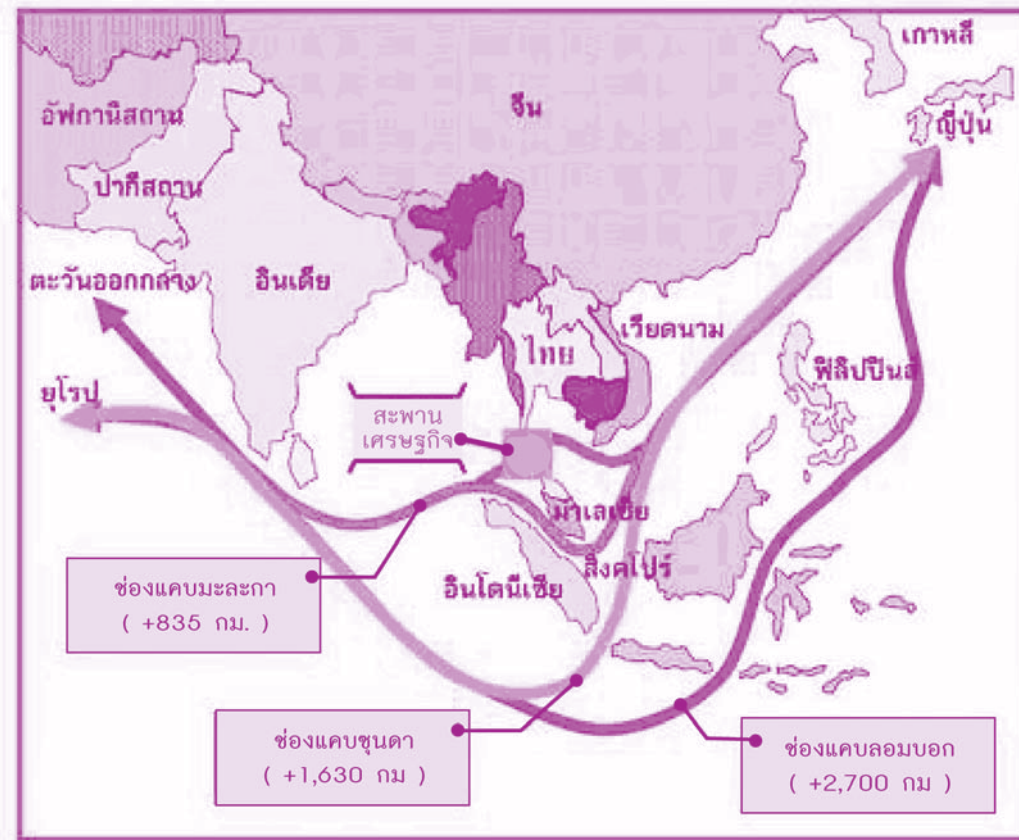 เกาหลี
จีน
ญี่ปุ่น
อัฟกานิสถาน
ปากีสถาน
ตะวันออกกลาง
อินเดีย
เวียดนาม
ไทย
ฟิลิปปินส์
ยุโรป
สะพาน
เศรษฐกิจ
มาเลเซีย
สิงคโปร์
อินโดนีเซีย
ช่องแคบมะละกา
( +835 กม. )
ช่องแคบซุนดา
( +1,630 กม )
ช่องแคบลอมบอก
( +2,700 กม )